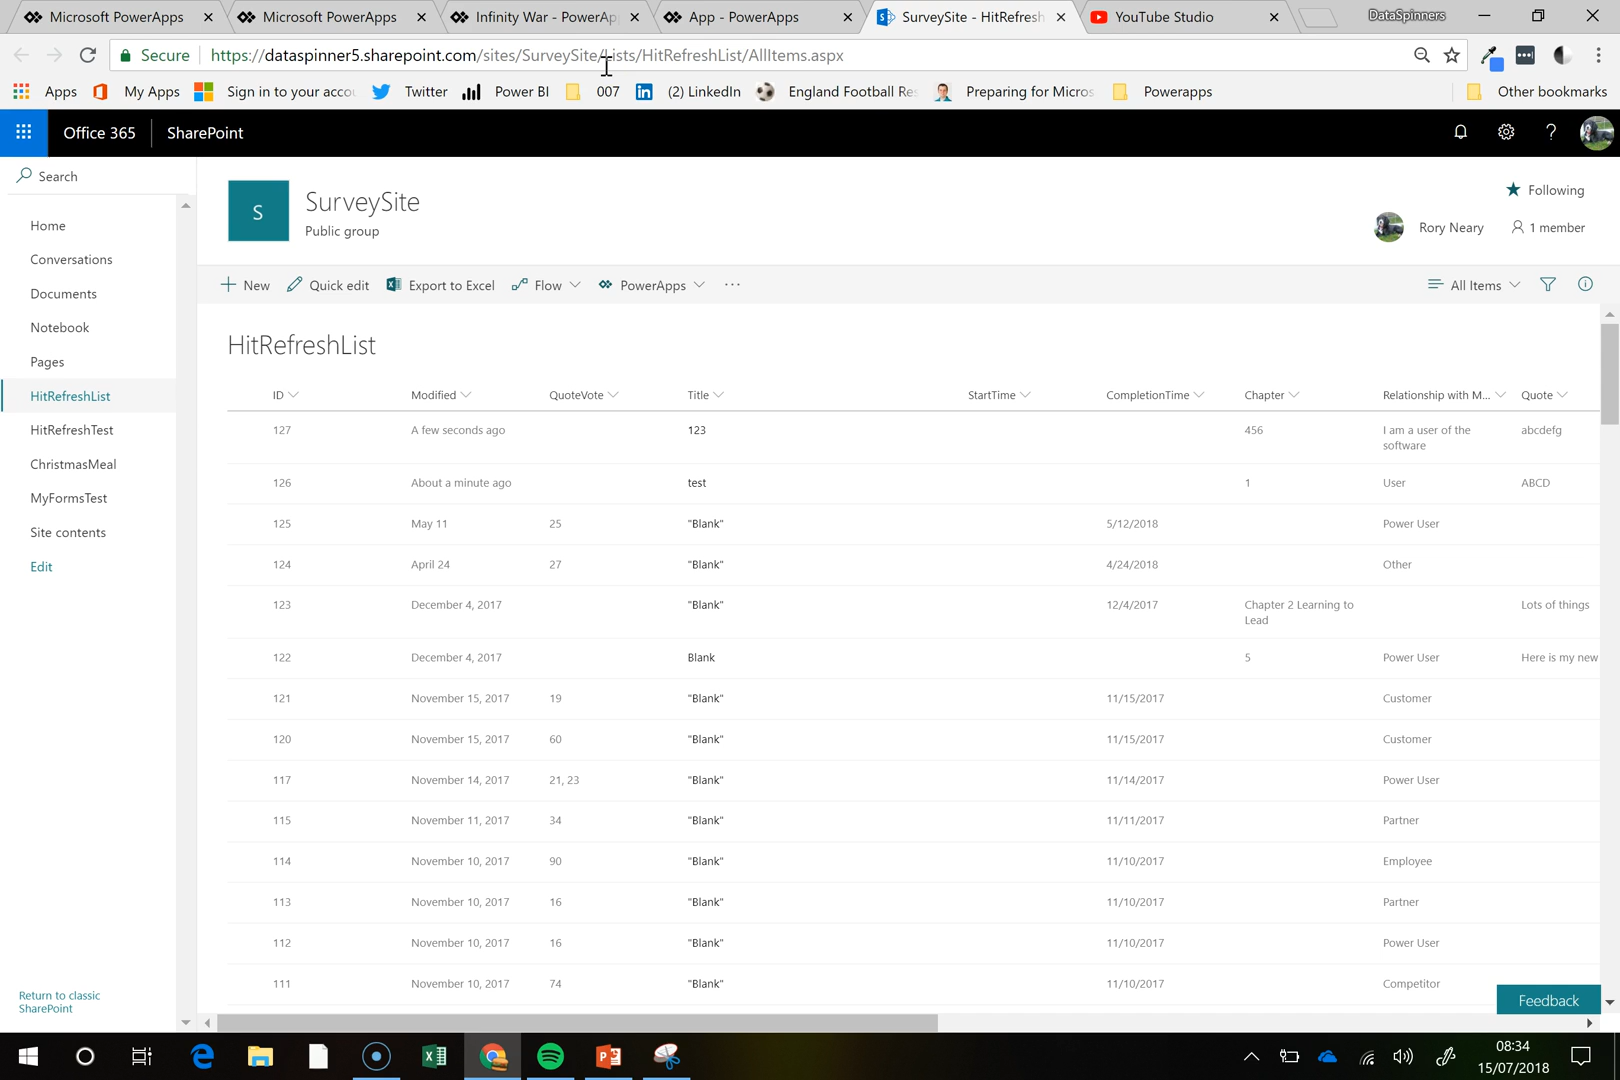 Microsoft PowerApps
Microsoft PowerApps
Infinity War - PowerAp
App - PowerApps
SurveySite - HitRefresh
YouTube Studio
DataSpinners
Secure
https://dataspinner5.sharepoint.com/sites/SurveySite/Lists/HitRefreshList/AllItems.aspx
Apps
My Apps
Sign in to your accou
Twitter
Power BI
007
(2) LinkedIn
England Football Res
Preparing for Micros
Powerapps
Other bookmarks
Office 365
SharePoint
Search
Home
Conversations
Documents
Notebook
Pages
HitRefreshList
HitRefreshTest
ChristmasMeal
MyFormsTest
Site contents
Edit
Return to classic
SharePoint
S
SurveySite
Public group
Following
Rory Neary
1 member
New
Quick edit
Export to Excel
Flow
PowerApps
All Items
HitRefreshList
ID Modified QuoteVote Title StartTime CompletionTime Chapter Relationship with M... Quote
127 A few seconds ago 123 456 I am a user of the abcdefg
software
126 About a minute ago test 1 User ABCD
125 May 11 25 "Blank" 5/12/2018 Power User
124 April 24 27 "Blank" 4/24/2018 Other
123 December 4, 2017 "Blank" 12/4/2017 Chapter 2 Learning to Lots of things
Lead
122 December 4, 2017 Blank 5 Power User Here is my new
121 November 15, 2017 19 "Blank" 11/15/2017 Customer
120 November 15, 2017 60 "Blank" 11/15/2017 Customer
117 November 14, 2017 21, 23 "Blank" 11/14/2017 Power User
115 November 11, 2017 34 "Blank" 11/11/2017 Partner
114 November 10, 2017 90 "Blank" 11/10/2017 Employee
113 November 10, 2017 16 "Blank" 11/10/2017 Partner
112 November 10, 2017 16 "Blank" 11/10/2017 Power User
111 November 10, 2017 74 "Blank" 11/10/2017 Competitor
Feedback
08:34
15/07/2018